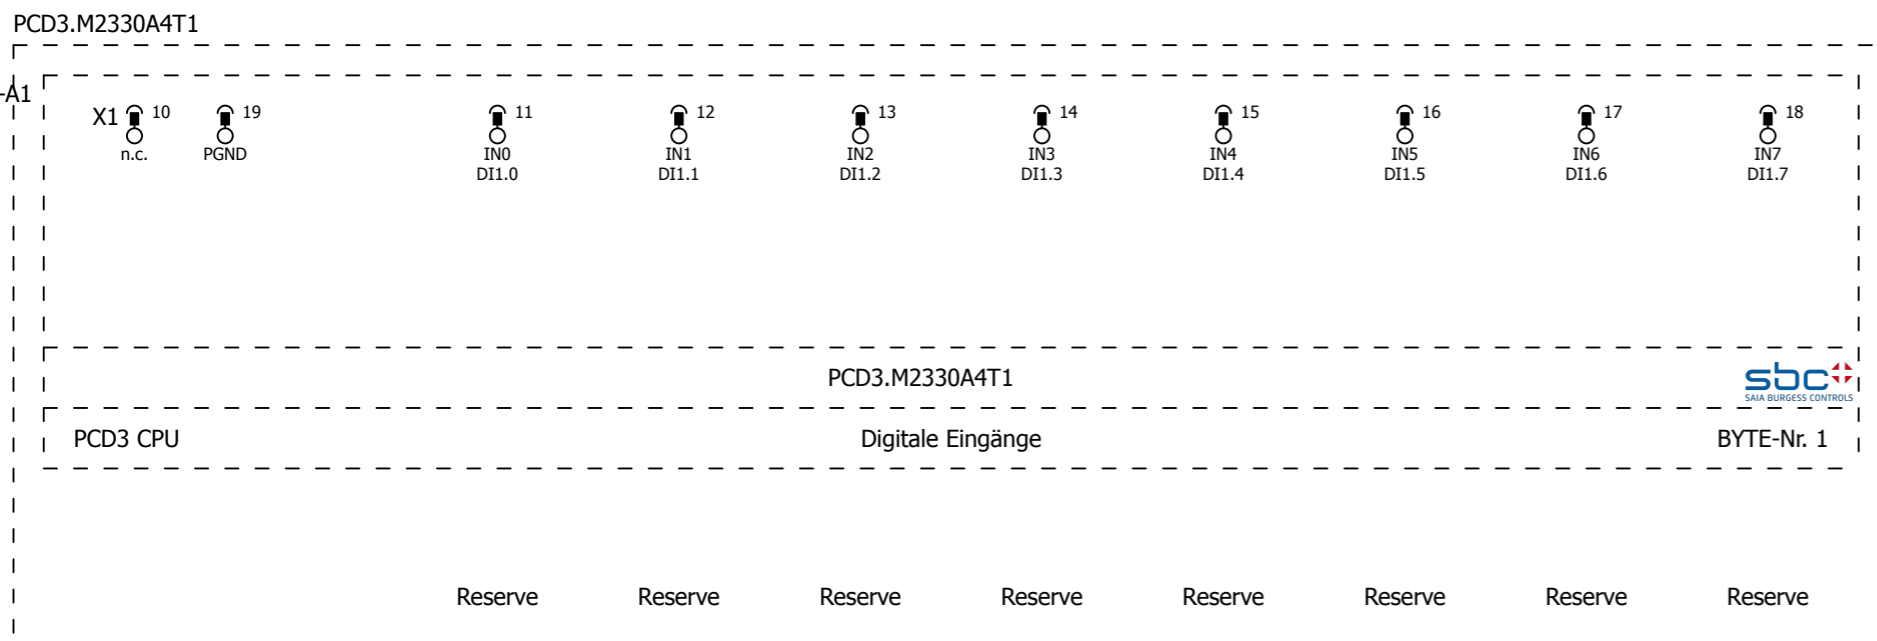 PCD3.M2330A4T1
-A1
X1 10 19 11 12 13 14 15 16 17 18
n.c. PGND IN0 IN1 IN2 IN3 IN4 IN5 IN6 IN7
DI1.0 DI1.1 DI1.2 DI1.3 DI1.4 DI1.5 DI1.6 DI1.7
PCD3.M2330A4T1
sbc
SAIA BURGESS CONTROLS
PCD3 CPU Digitale Eingänge BYTE-Nr. 1
Reserve Reserve Reserve Reserve Reserve Reserve Reserve Reserve